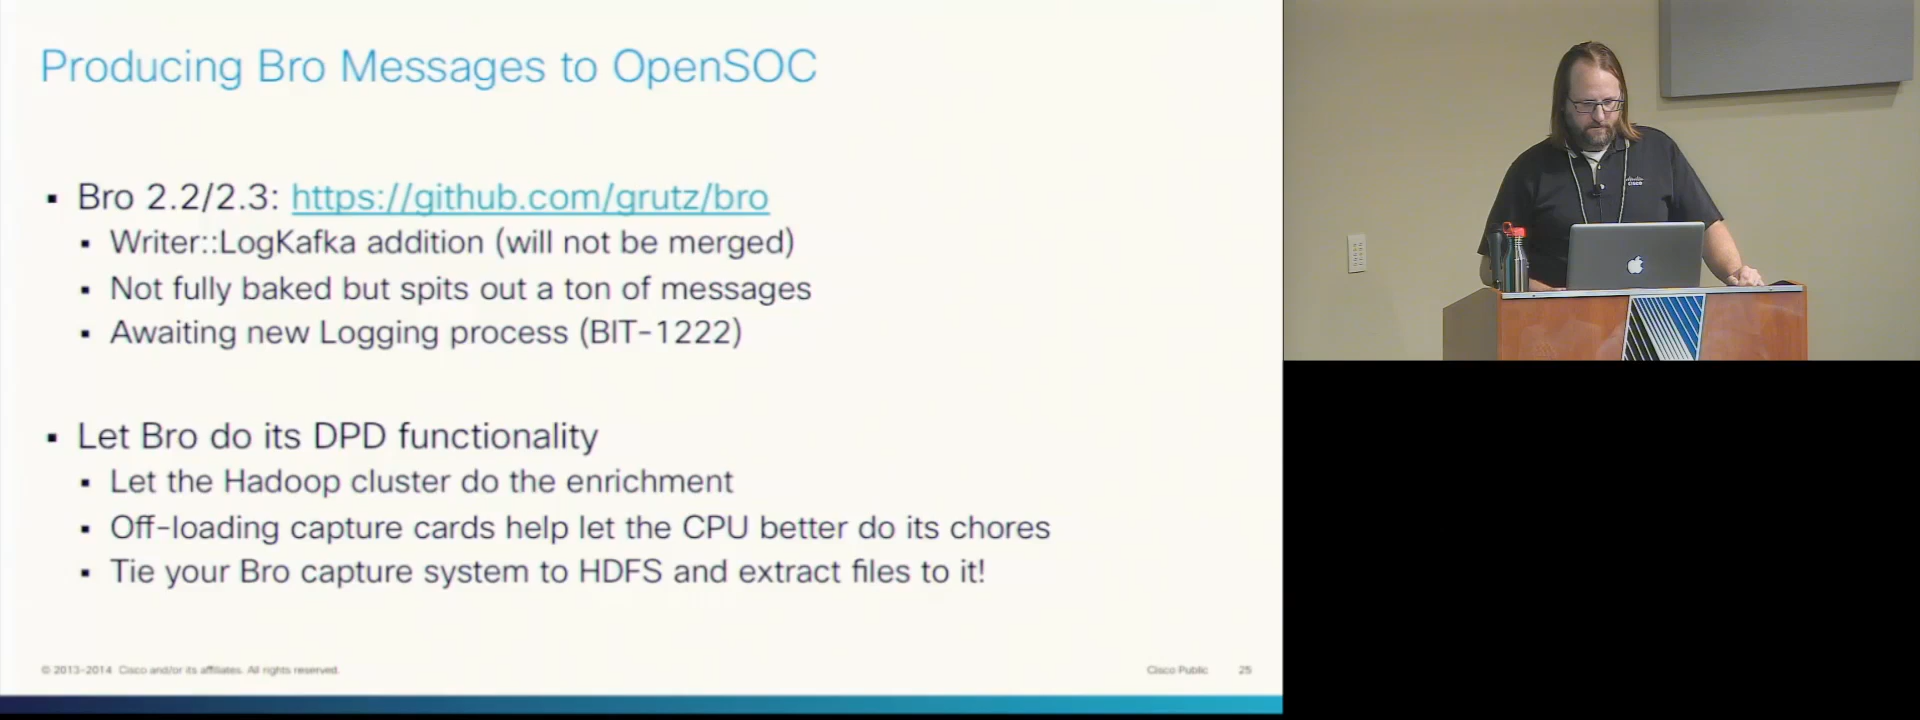 Producing Bro Messages to OpenSOC
▪ Bro 2.2/2.3: https://github.com/grutz/bro
▪ Writer::LogKafka addition (will not be merged)
▪ Not fully baked but spits out a ton of messages
▪ Awaiting new Logging process (BIT-1222)
▪ Let Bro do its DPD functionality
▪ Let the Hadoop cluster do the enrichment
▪ Off-loading capture cards help let the CPU better do its chores
▪ Tie your Bro capture system to HDFS and extract files to it!
© 2013-2014 Cisco and/or its affiliates. All rights reserved.
Cisco Public 25
CISCO